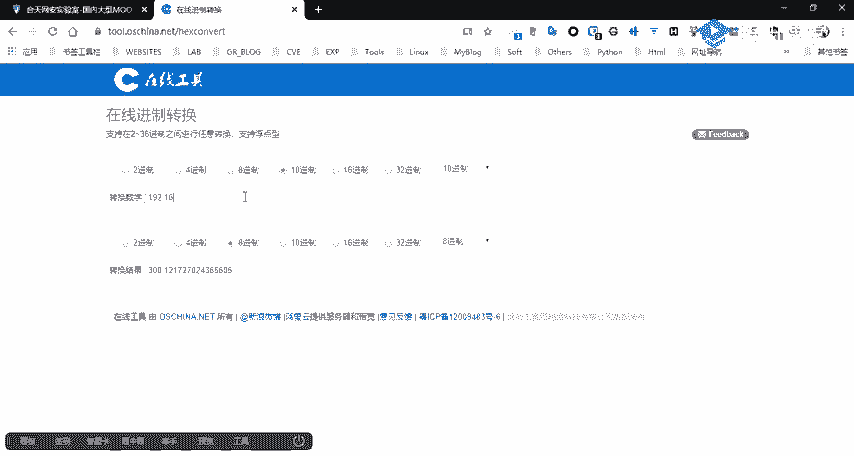 合天网安实验室-国内大型MOO
在线进制转换
tool.oschina.net/hexconvert
应用 书签工具栏 WEBSITES LAB GR_BLOG CVE EXP Tools Linux MyBlog Soft Others Python Html 网址导航 » 其他书签
在线工具
在线进制转换
支持在2~36进制之间进行任意转换，支持浮点型
Feedback
2进制 4进制 8进制 10进制 16进制 32进制 10进制
转换数字 192.16
2进制 4进制 8进制 10进制 16进制 32进制 8进制
转换结果 300.121727024365605
在线工具 由 OSCHINA.NET 所有 | @新浪微博 | 阿里云提供服务器和带宽 | 意见反馈 | 粤ICP备12009483号-6 |
举手 工具